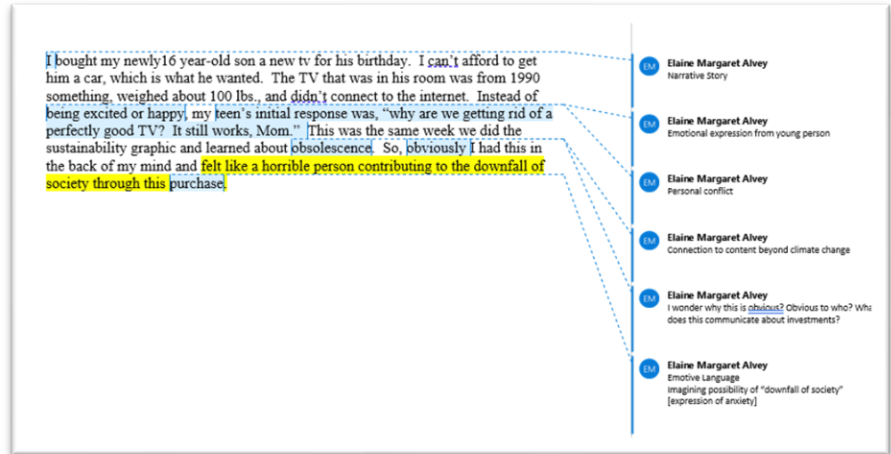 I bought my newly16 year-old son a new tv for his birthday.  I can't afford to get
him a car, which is what he wanted.  The TV that was in his room was from 1990
something, weighed about 100 lbs., and didn't connect to the internet.  Instead of
being excited or happy, my teen's initial response was, “why are we getting rid of a
perfectly good TV?  It still works, Mom.”  This was the same week we did the
sustainability graphic and learned about obsolescence.  So, obviously I had this in
the back of my mind and felt like a horrible person contributing to the downfall of
society through this purchase.
EM
Elaine Margaret Alvey
Narrative Story
EM
Elaine Margaret Alvey
Emotional expression from young person
EM
Elaine Margaret Alvey
Personal conflict
EM
Elaine Margaret Alvey
Connection to content beyond climate change
EM
Elaine Margaret Alvey
I wonder why this is obvious? Obvious to who?
does this communicate about investments?
EM
Elaine Margaret Alvey
Emotive Language
Imagining possibility of “downfall of society”
[expression of anxiety]